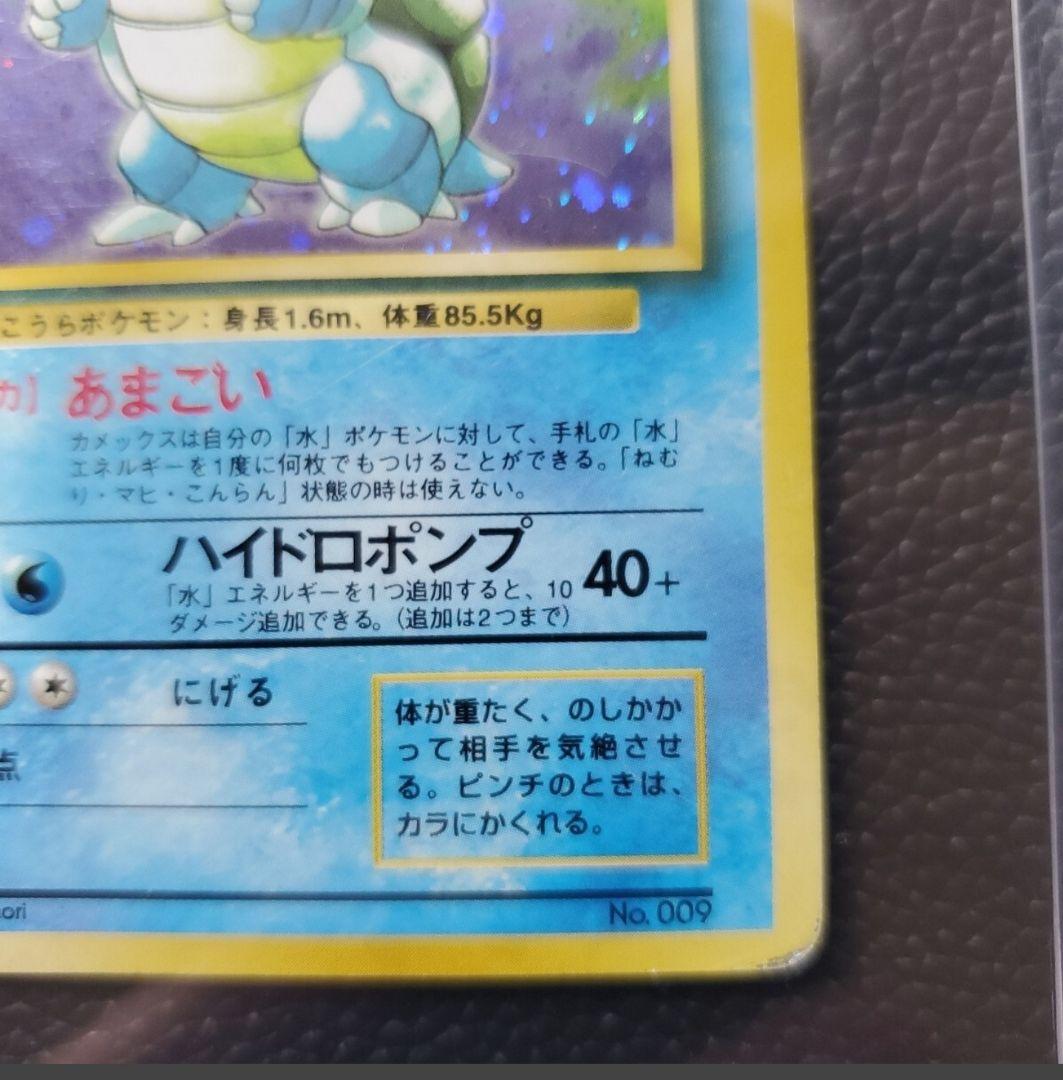 こうらポケモン：身長1.6m、体重85.5Kg
カ】あまごい
カメックスは自分の「水」ポケモンに対して、手札の「水」
エネルギーを1度に何枚でもつけることができる。「ねむ
り・マヒ・こんらん」状態の時は使えない。
ハイドロポンプ 40+
「水」エネルギーを1つ追加すると、10
ダメージ追加できる。（追加は2つまで）
にげる
体が重たく、のしかか
って相手を気絶させ
る。ピンチのときは、
カラにかくれる。
点
ori
No. 009